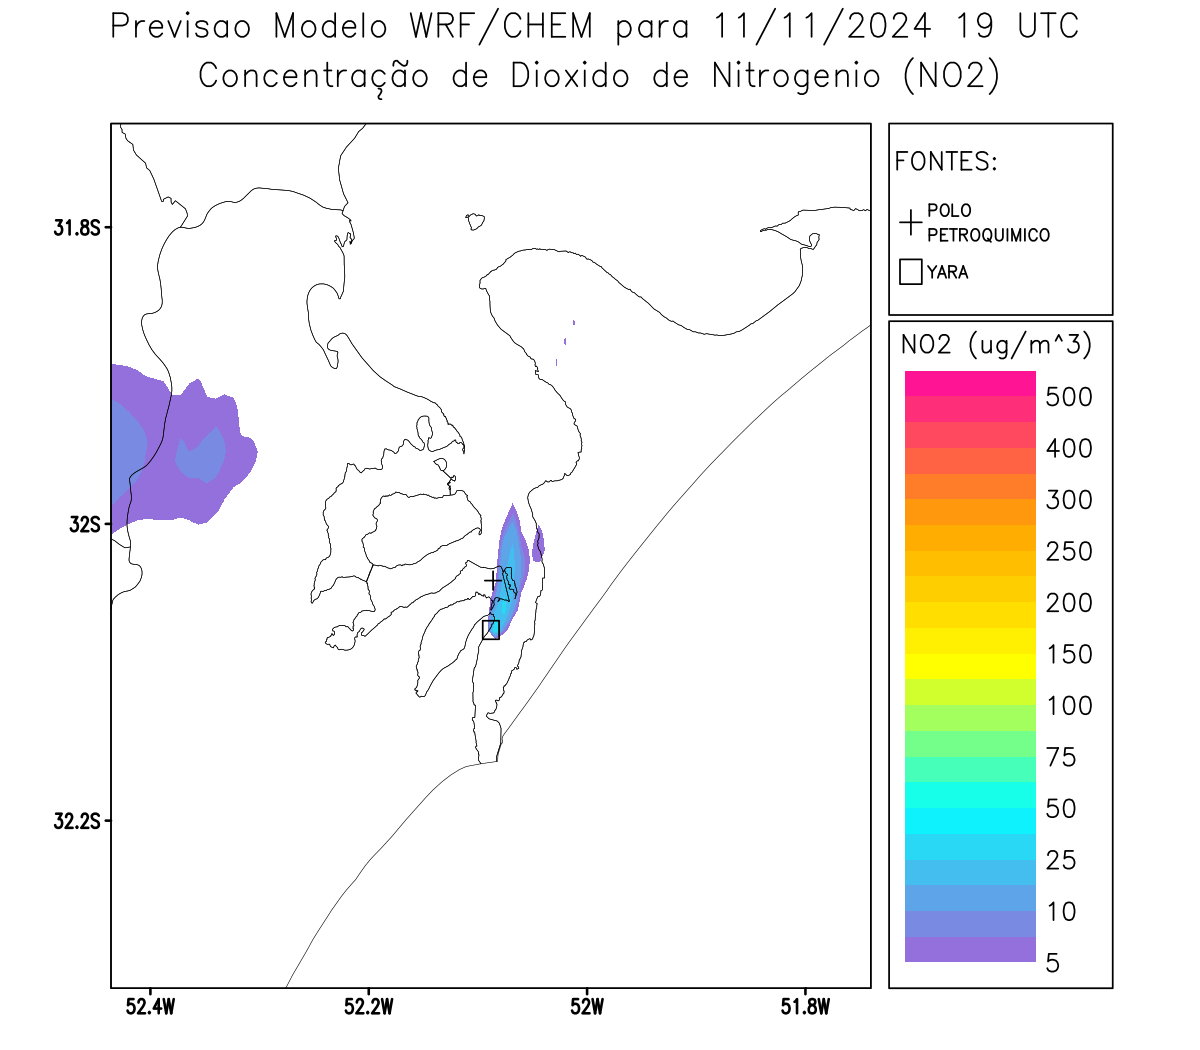 Previsao Modelo WRF/CHEM para 11/11/2024 19 UTC
Concentração de Dioxido de Nitrogenio (NO2)
FONTES:
POLO
PETROQUIMICO
YARA
31.8S
32S
32.2S
52.4W
52.2W
52W
51.8W
NO2 (ug/m^3)
500
400
300
250
200
150
100
75
50
25
10
5